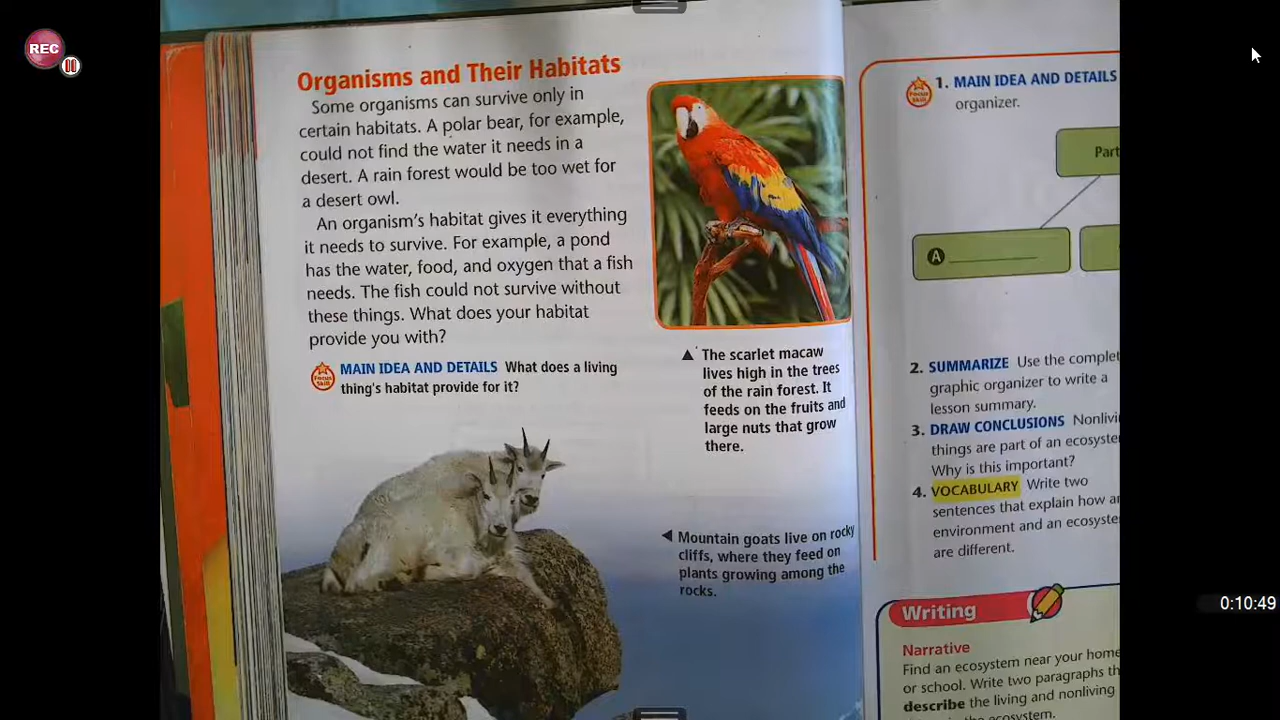 REC
Organisms and Their Habitats
Some organisms can survive only in
certain habitats. A polar bear, for example,
could not find the water it needs in a
desert. A rain forest would be too wet for
a desert owl.
An organism's habitat gives it everything
it needs to survive. For example, a pond
has the water, food, and oxygen that a fish
needs. The fish could not survive without
these things. What does your habitat
provide you with?
Focus Skill
MAIN IDEA AND DETAILS What does a living
thing's habitat provide for it?
▲ The scarlet macaw
lives high in the trees
of the rain forest. It
feeds on the fruits and
large nuts that grow
there.
◀ Mountain goats live on rocky
cliffs, where they feed on
plants growing among the
rocks.
Focus Skill
1. MAIN IDEA AND DETAILS
organizer.
Part
A
2. SUMMARIZE Use the complet
graphic organizer to write a
lesson summary.
3. DRAW CONCLUSIONS Nonlivi
things are part of an ecosyste
Why is this important?
4. VOCABULARY Write two
sentences that explain how a
environment and an ecosyste
are different.
Writing
Narrative
Find an ecosystem near your home
or school. Write two paragraphs th
describe the living and nonliving
in the ecosystem.
0:10:49